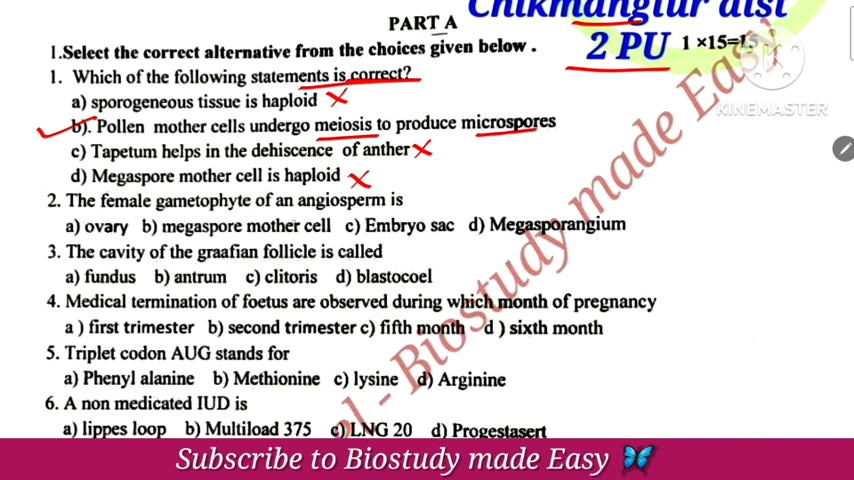 Chikmanglur dist
PART A
2 PU 1 ×15=15
1.Select the correct alternative from the choices given below .
1. Which of the following statements is correct?
a) sporogeneous tissue is haploid
b). Pollen mother cells undergo meiosis to produce microspores
c) Tapetum helps in the dehiscence of anther
d) Megaspore mother cell is haploid
2. The female gametophyte of an angiosperm is
a) ovary b) megaspore mother cell c) Embryo sac d) Megasporangium
3. The cavity of the graafian follicle is called
a) fundus b) antrum c) clitoris d) blastocoel
4. Medical termination of foetus are observed during which month of pregnancy
a ) first trimester b) second trimester c) fifth month d ) sixth month
5. Triplet codon AUG stands for
a) Phenyl alanine b) Methionine c) lysine d) Arginine
6. A non medicated IUD is
a) lippes loop b) Multiload 375 c) LNG 20 d) Progestasert
el - Biostudy made Easy
KINEMASTER
Subscribe to Biostudy made Easy